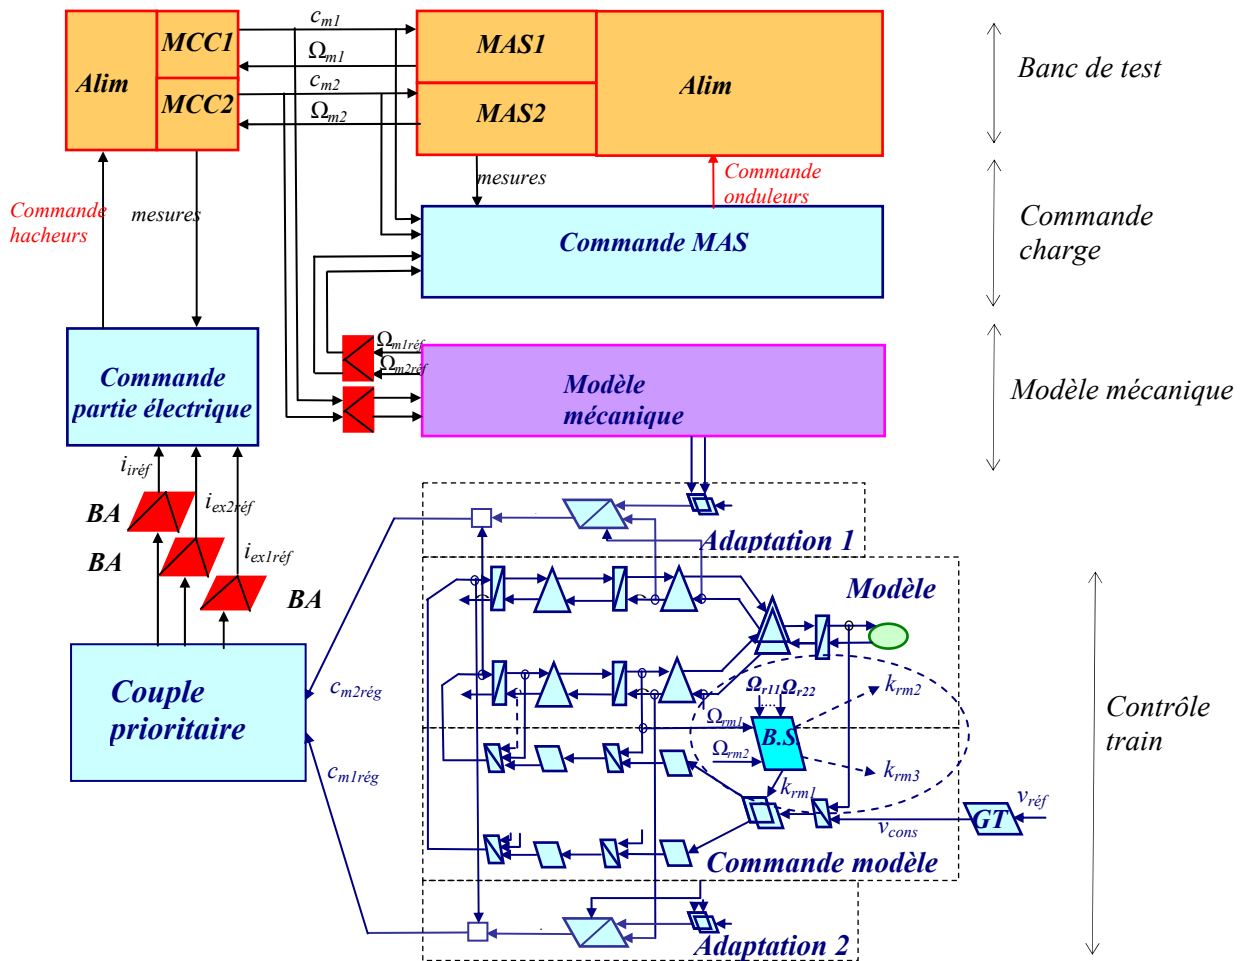 c_m1
MCC1
MAS1
Ω_m1
Banc de test
Alim
Alim
c_m2
MCC2
MAS2
Ω_m2
mesures
Commande
onduleurs
Commande
hacheurs
mesures
Commande
charge
Commande MAS
Ω_m1réf
Ω_m2réf
Commande
partie électrique
Modèle
mécanique
Modèle mécanique
i_iréf
BA
i_ex2réf
BA
i_ex1réf
BA
Adaptation 1
Modèle
Couple
prioritaire
c_m2rég
c_m1rég
Ω_r11
Ω_r22
k_rm2
Ω_rm1
B.S.
Ω_rm2
k_rm3
k_rm1
Contrôle
train
v_réf
GT
v_cons
Commande modèle
Adaptation 2